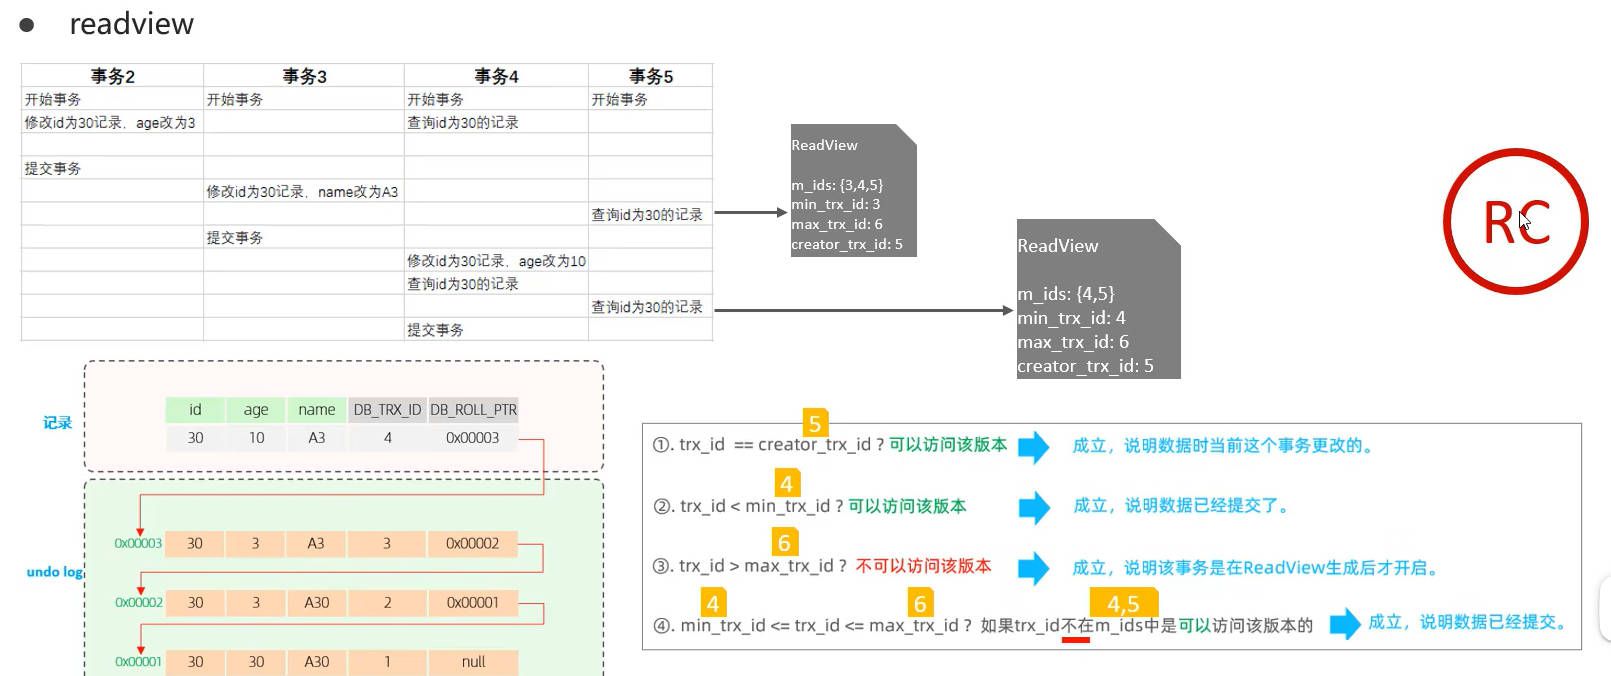 ● readview
事务2 事务3 事务4 事务5
开始事务 开始事务 开始事务 开始事务
修改id为30记录，age改为3 查询id为30的记录
提交事务
修改id为30记录，name改为A3
查询id为30的记录
提交事务
修改id为30记录，age改为10
查询id为30的记录
查询id为30的记录
提交事务
ReadView
m_ids: {3,4,5}
min_trx_id: 3
max_trx_id: 6
creator_trx_id: 5
ReadView
m_ids: {4,5}
min_trx_id: 4
max_trx_id: 6
creator_trx_id: 5
RC
记录
id age name DB_TRX_ID DB_ROLL_PTR
30 10 A3 4 0x00003
undo log
0x00003 30 3 A3 3 0x00002
0x00002 30 3 A30 2 0x00001
0x00001 30 30 A30 1 null
5
①. trx_id == creator_trx_id ? 可以访问该版本 成立，说明数据时当前这个事务更改的。
4
②. trx_id < min_trx_id ? 可以访问该版本 成立，说明数据已经提交了。
6
③. trx_id > max_trx_id ? 不可以访问该版本 成立，说明该事务是在ReadView生成后才开启。
4 6 4,5
④. min_trx_id <= trx_id <= max_trx_id ? 如果trx_id不在m_ids中是可以访问该版本的 成立，说明数据已经提交。